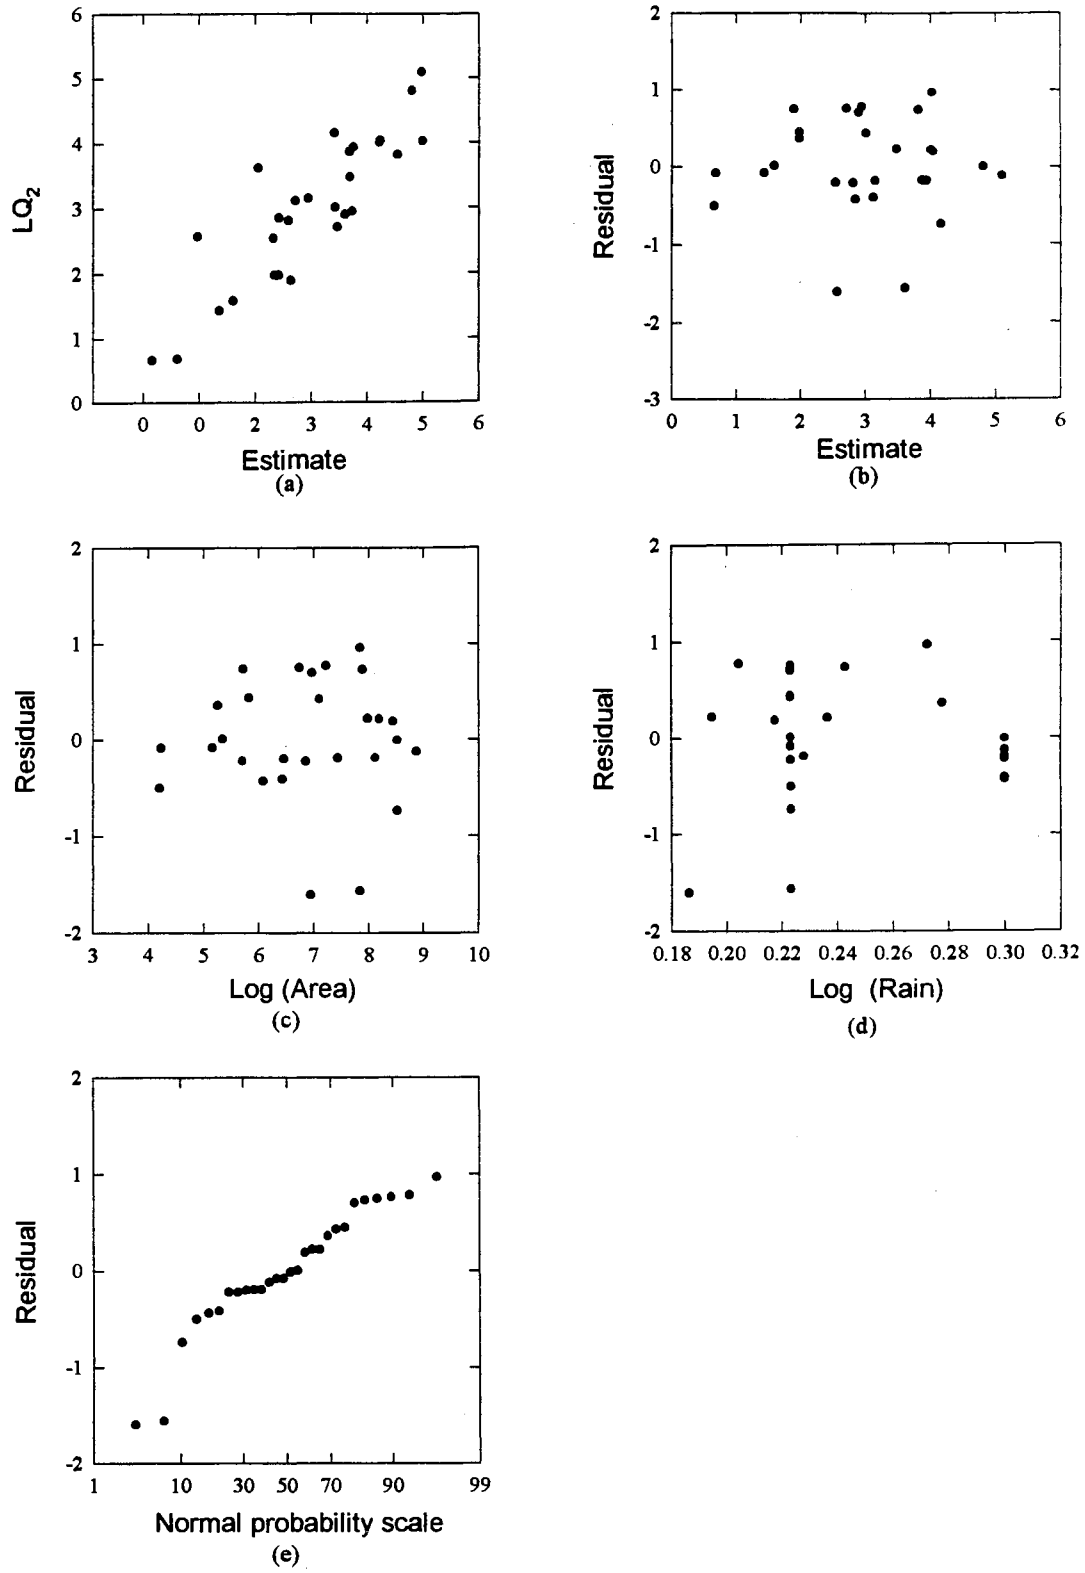 6
5
4
3
2
1
0
LQ2
0 0 2 3 4 5 6
Estimate
(a)
2
1
0
-1
-2
-3
Residual
0 1 2 3 4 5 6
Estimate
(b)
2
1
0
-1
-2
Residual
3 4 5 6 7 8 9 10
Log (Area)
(c)
2
1
0
-1
-2
Residual
0.18 0.20 0.22 0.24 0.26 0.28 0.30 0.32
Log (Rain)
(d)
2
1
0
-1
-2
Residual
1 10 30 50 70 90 99
Normal probability scale
(e)